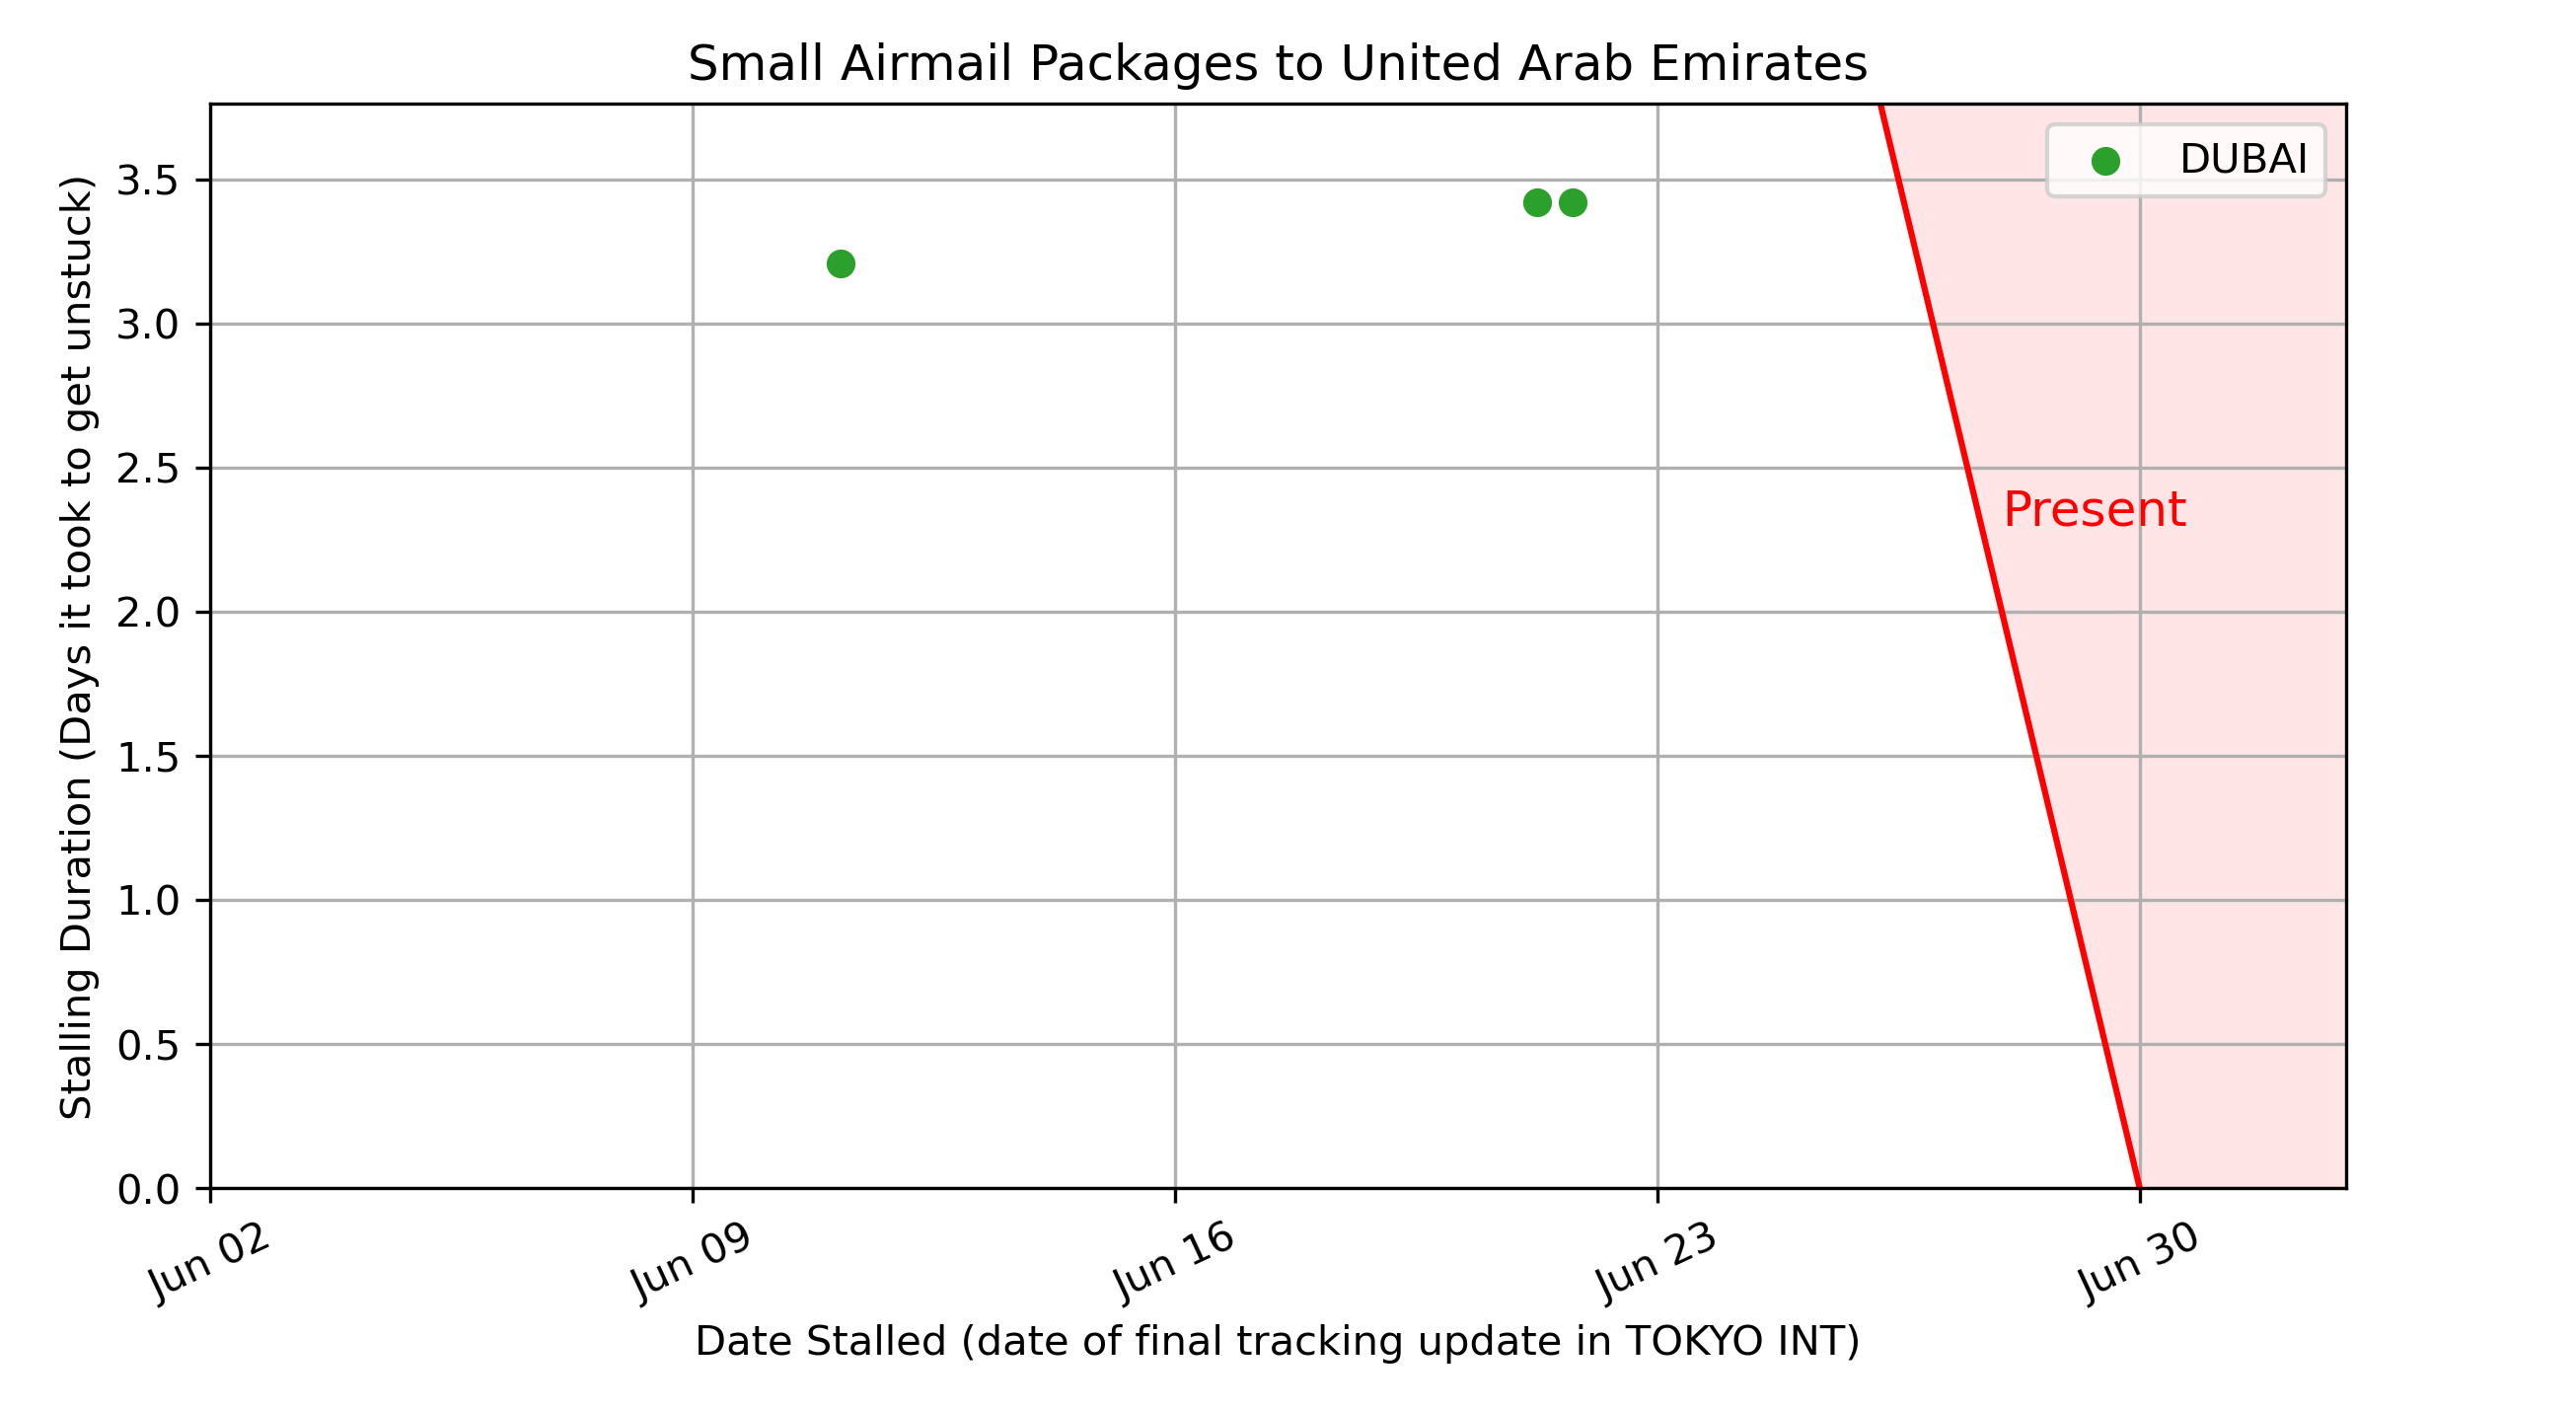 Small Airmail Packages to United Arab Emirates
DUBAI
Present
Stalling Duration (Days it took to get unstuck)
3.5
3.0
2.5
2.0
1.5
1.0
0.5
0.0
Jun 02
Jun 09
Jun 16
Jun 23
Jun 30
Date Stalled (date of final tracking update in TOKYO INT)